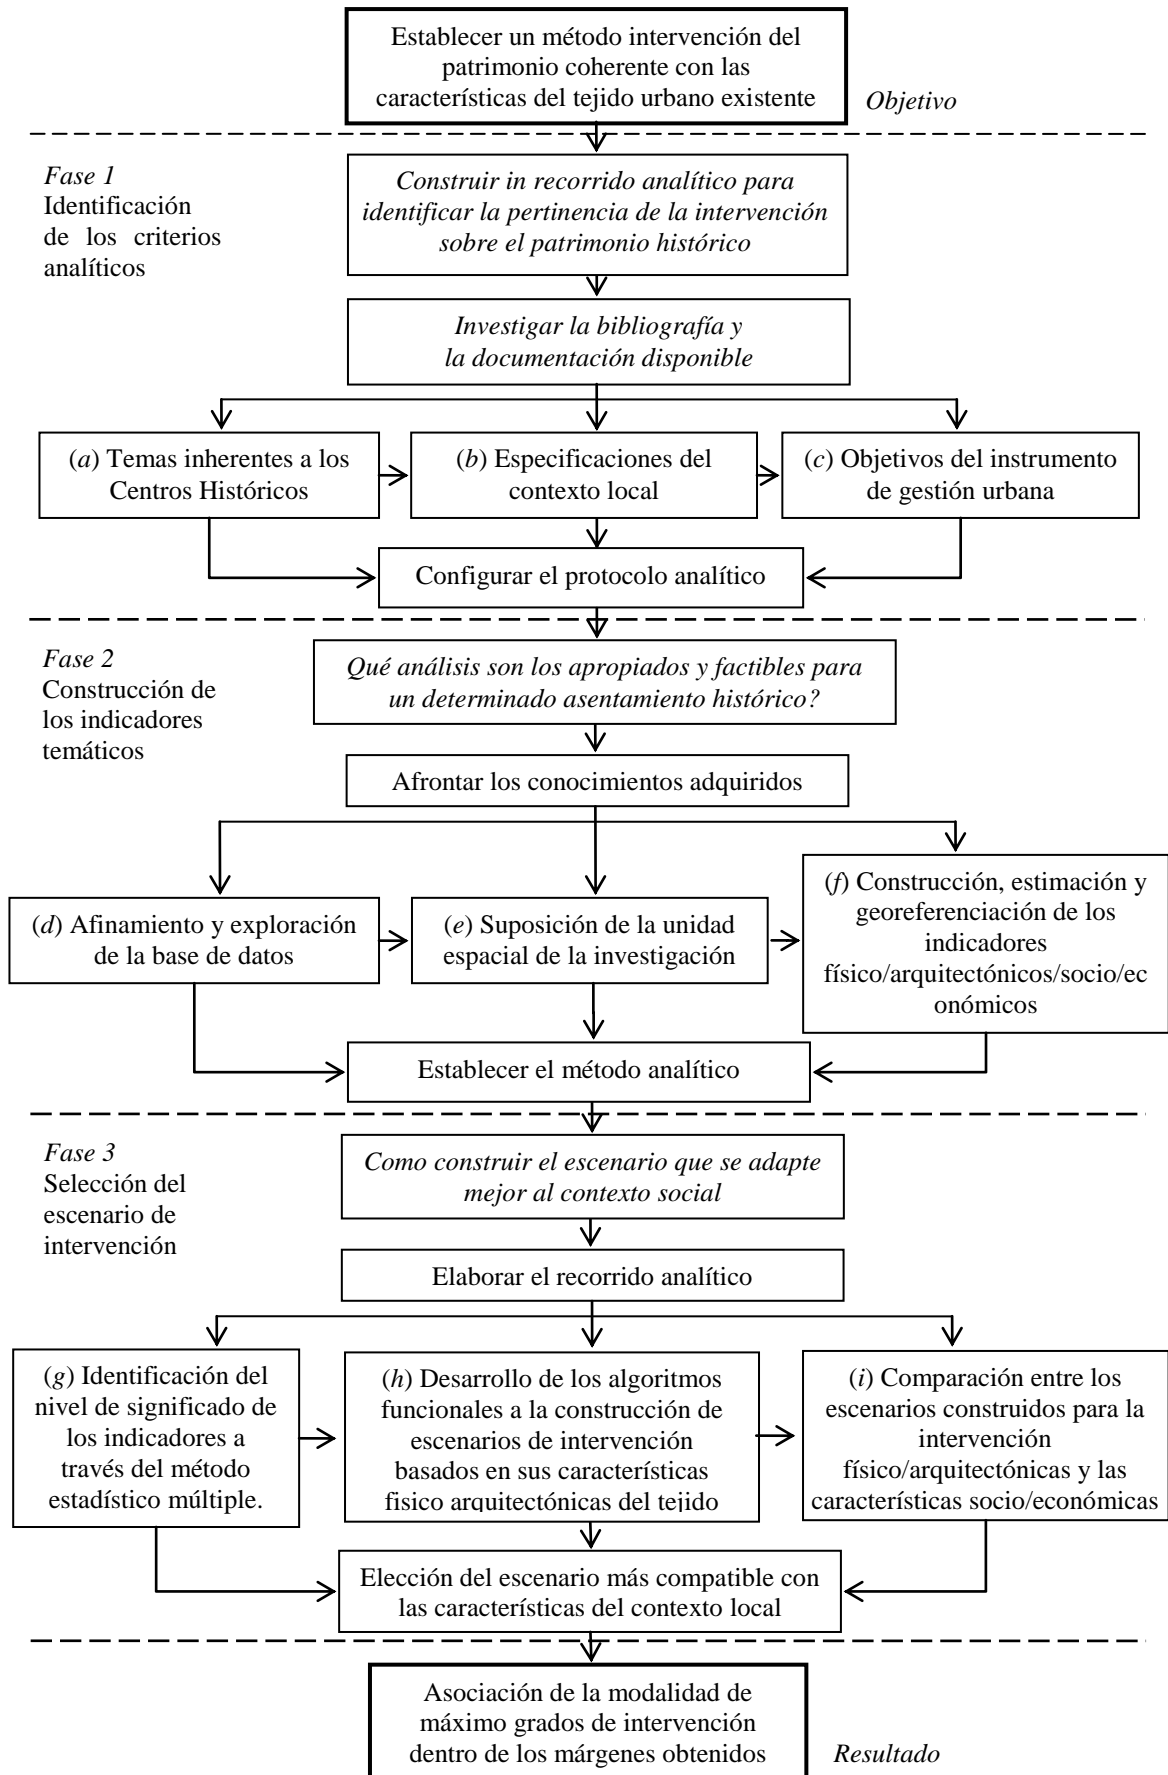 Establecer un método intervención del
patrimonio coherente con las
características del tejido urbano existente
Objetivo
Fase 1
Identificación
de los criterios
analíticos
Construir in recorrido analítico para
identificar la pertinencia de la intervención
sobre el patrimonio histórico
Investigar la bibliografía y
la documentación disponible
(a) Temas inherentes a los
Centros Históricos
(b) Especificaciones del
contexto local
(c) Objetivos del instrumento
de gestión urbana
Configurar el protocolo analítico
Fase 2
Construcción de
los indicadores
temáticos
Qué análisis son los apropiados y factibles para
un determinado asentamiento histórico?
Afrontar los conocimientos adquiridos
(d) Afinamiento y exploración
de la base de datos
(e) Suposición de la unidad
espacial de la investigación
(f) Construcción, estimación y
georeferenciación de los
indicadores
físico/arquitectónicos/socio/ec
onómicos
Establecer el método analítico
Fase 3
Selección del
escenario de
intervención
Como construir el escenario que se adapte
mejor al contexto social
Elaborar el recorrido analítico
(g) Identificación del
nivel de significado de
los indicadores a
través del método
estadístico múltiple.
(h) Desarrollo de los algoritmos
funcionales a la construcción de
escenarios de intervención
basados en sus características
fisico arquitectónicas del tejido
(i) Comparación entre los
escenarios construidos para la
intervención
físico/arquitectónicas y las
características socio/económicas
Elección del escenario más compatible con
las características del contexto local
Asociación de la modalidad de
máximo grados de intervención
dentro de los márgenes obtenidos
Resultado